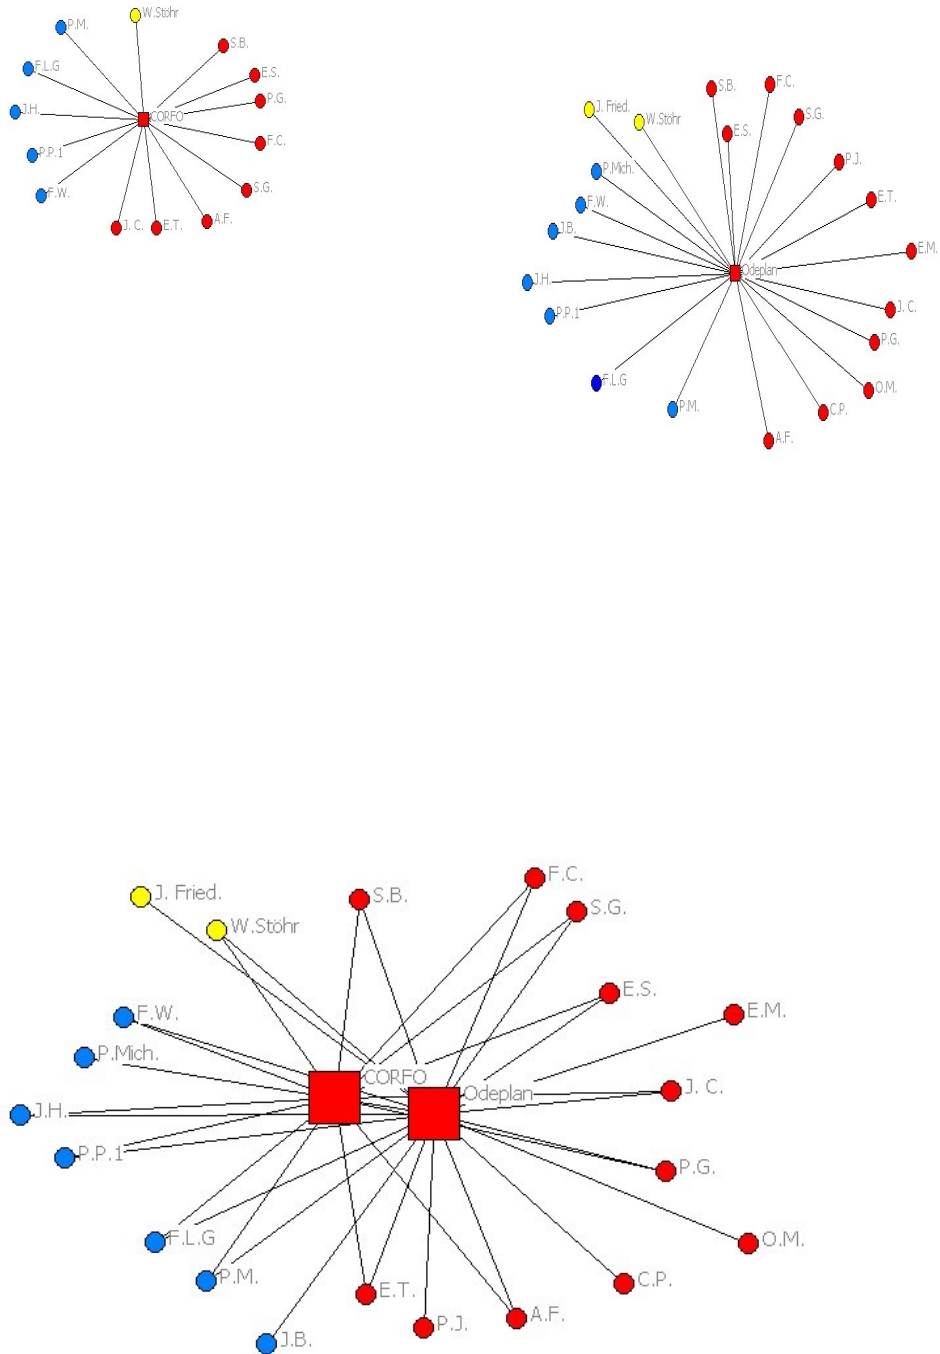 W.Stöhr
P.M.
S.B.
F.L.G
E.S.
P.G.
J.H.
CORFO
F.C.
P.P.1
F.W.
S.G.
A.F.
J. C.
E.T.
J. Fried.
W.Stöhr
S.B.
F.C.
S.G.
E.S.
P.Mich.
P.J.
F.W.
E.T.
J.B.
E.M.
Odeplan
J.H.
P.P.1
J. C.
P.G.
F.L.G
O.M.
P.M.
C.P.
A.F.
J. Fried.
S.B.
F.C.
S.G.
W.Stöhr
E.S.
F.W.
E.M.
P.Mich.
CORFO
Odeplan
J. C.
J.H.
P.P.1
P.G.
F.L.G
O.M.
P.M.
E.T.
C.P.
P.J.
A.F.
J.B.